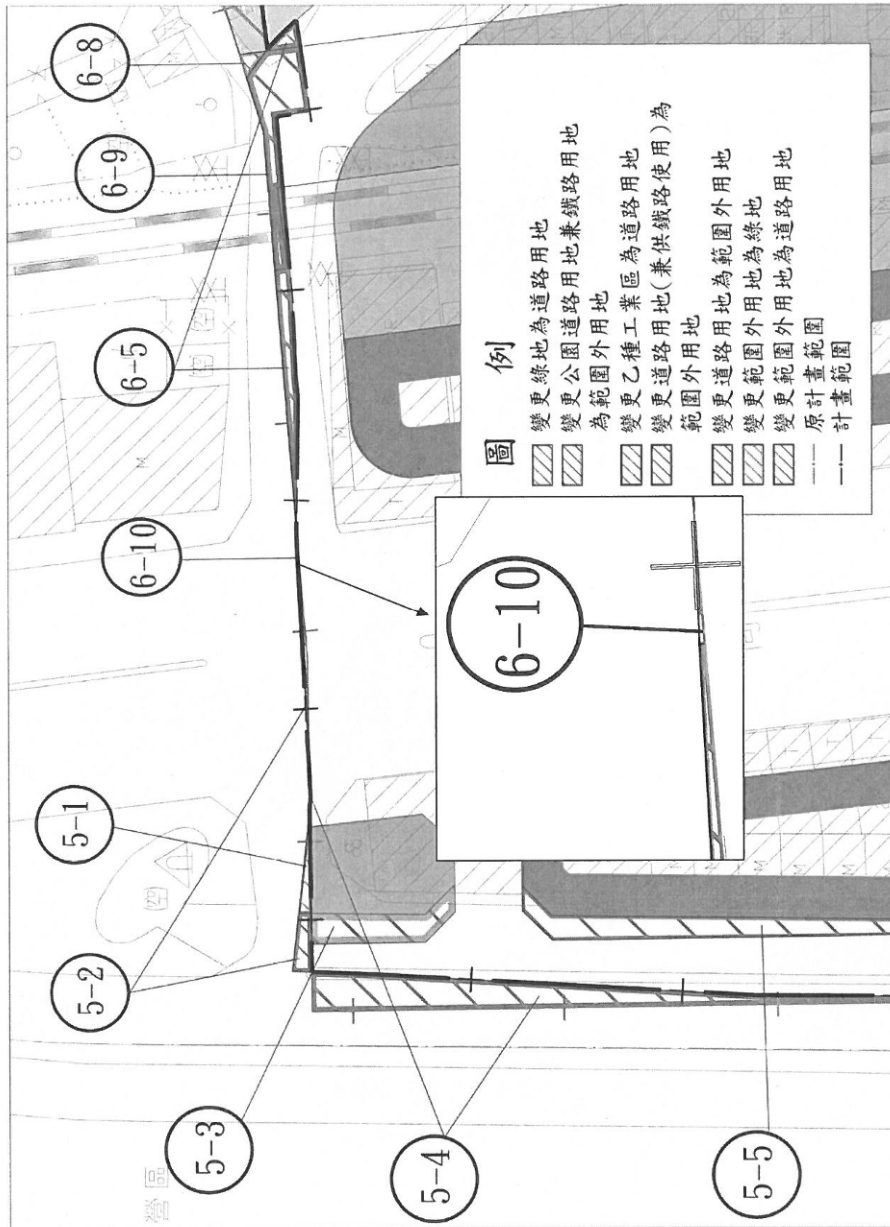 6-8
6-9
6-5
6-10
5-1
5-2
5-3
5-4
5-5
6-10
營區
圖例
變更綠地為道路用地
變更公園道路用地兼鐵路用地
為範圍外用地
變更乙種工業區為道路用地
變更道路用地(兼供鐵路使用)為
範圍外用地
變更道路用地為範圍外用地
變更範圍外用地為綠地
變更範圍外用地為道路用地
原計畫範圍
計畫範圍